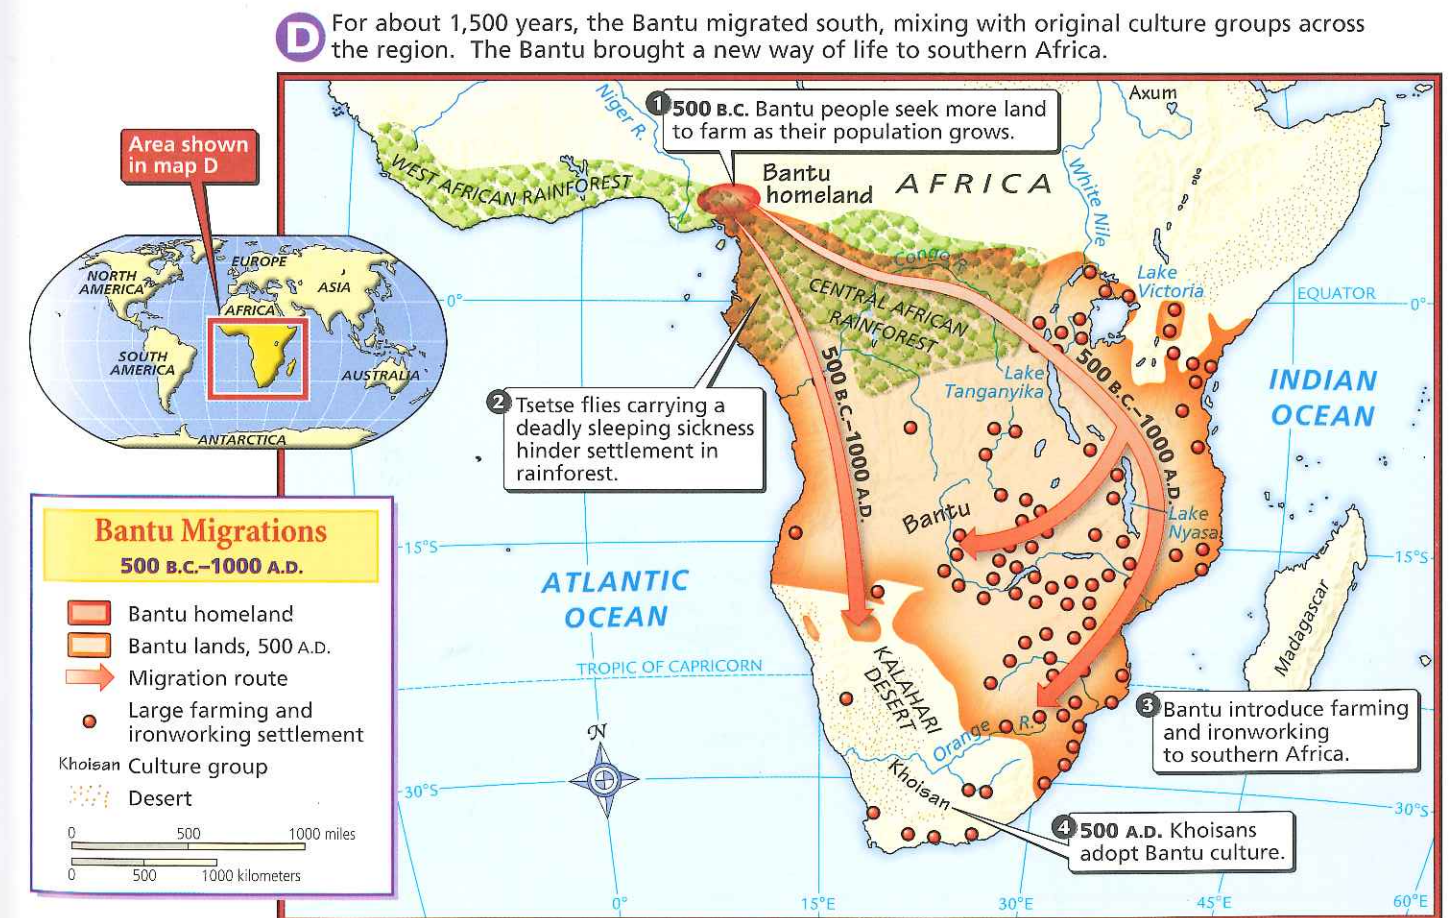 D
For about 1,500 years, the Bantu migrated south, mixing with original culture groups across
the region. The Bantu brought a new way of life to southern Africa.
Area shown
in map D
NORTH
AMERICA
EUROPE
ASIA
AFRICA
SOUTH
AMERICA
AUSTRALIA
ANTARCTICA
Bantu Migrations
500 B.C.–1000 A.D.
Bantu homeland
Bantu lands, 500 A.D.
Migration route
Large farming and
ironworking settlement
Khoisan Culture group
Desert
0 500 1000 miles
0 500 1000 kilometers
1 500 B.C. Bantu people seek more land
to farm as their population grows.
Niger R.
Axum
WEST AFRICAN RAINFOREST
Bantu
homeland
AFRICA
White Nile
Congo R.
Lake
Victoria
CENTRAL AFRICAN
RAINFOREST
0°
EQUATOR
0°
500 B.C.–1000 A.D.
500 B.C.–1000 A.D.
Lake
Tanganyika
INDIAN
OCEAN
2 Tsetse flies carrying a
deadly sleeping sickness
hinder settlement in
rainforest.
Bantu
Lake
Nyasa
15°S
15°S
ATLANTIC
OCEAN
Madagascar
TROPIC OF CAPRICORN
KALAHARI
DESERT
3 Bantu introduce farming
and ironworking
to southern Africa.
Orange R.
N
Khoisan
30°S
30°S
4 500 A.D. Khoisans
adopt Bantu culture.
0°
15°E
30°E
45°E
60°E